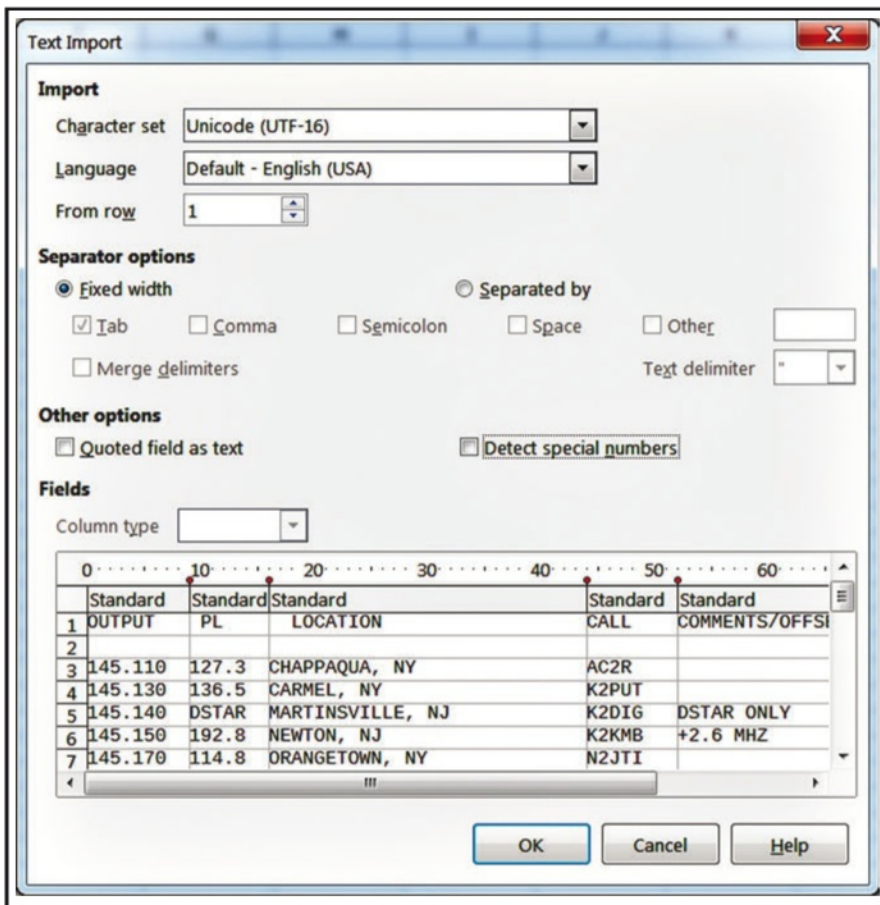 Text Import
Import
Character set Unicode (UTF-16)
Language Default - English (USA)
From row 1
Separator options
Fixed width Separated by
Tab Comma Semicolon Space Other
Merge delimiters Text delimiter "
Other options
Quoted field as text Detect special numbers
Fields
Column type
0 10 20 30 40 50 60
Standard Standard Standard Standard Standard
1 OUTPUT PL LOCATION CALL COMMENTS/OFFSE
2
3 145.110 127.3 CHAPPAQUA, NY AC2R
4 145.130 136.5 CARMEL, NY K2PUT
5 145.140 DSTAR MARTINSVILLE, NJ K2DIG DSTAR ONLY
6 145.150 192.8 NEWTON, NJ K2KMB +2.6 MHZ
7 145.170 114.8 ORANGETOWN, NY N2JTI
OK Cancel Help